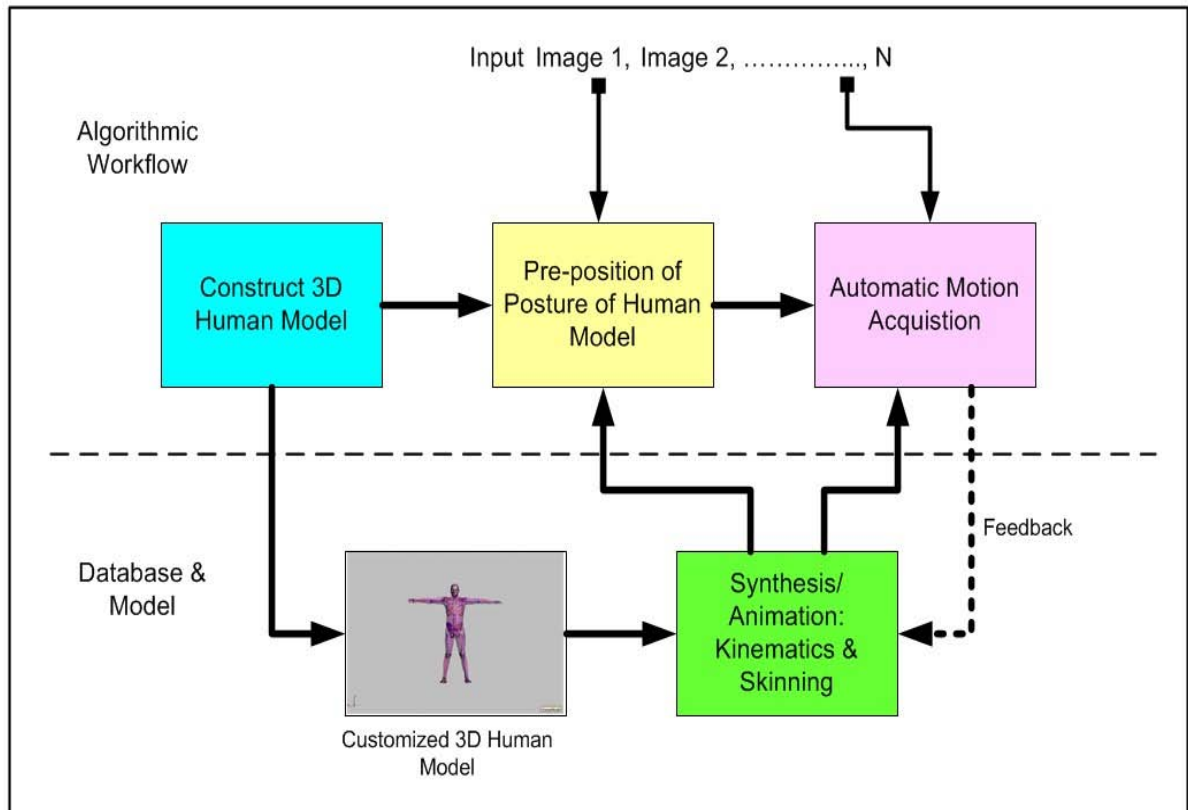 Input Image 1, Image 2, ……………..., N
Algorithmic
Workflow
Construct 3D
Human Model
Pre-position of
Posture of Human
Model
Automatic Motion
Acquistion
Feedback
Database &
Model
Synthesis/
Animation:
Kinematics &
Skinning
Customized 3D Human
Model